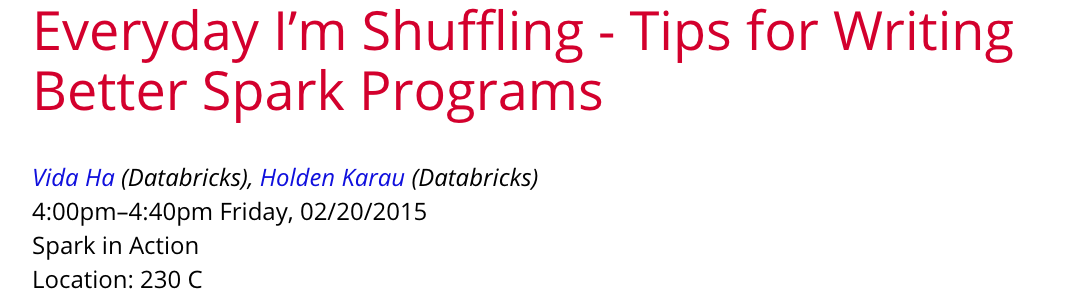 Everyday I’m Shuffling - Tips for Writing
Better Spark Programs
Vida Ha (Databricks), Holden Karau (Databricks)
4:00pm–4:40pm Friday, 02/20/2015
Spark in Action
Location: 230 C